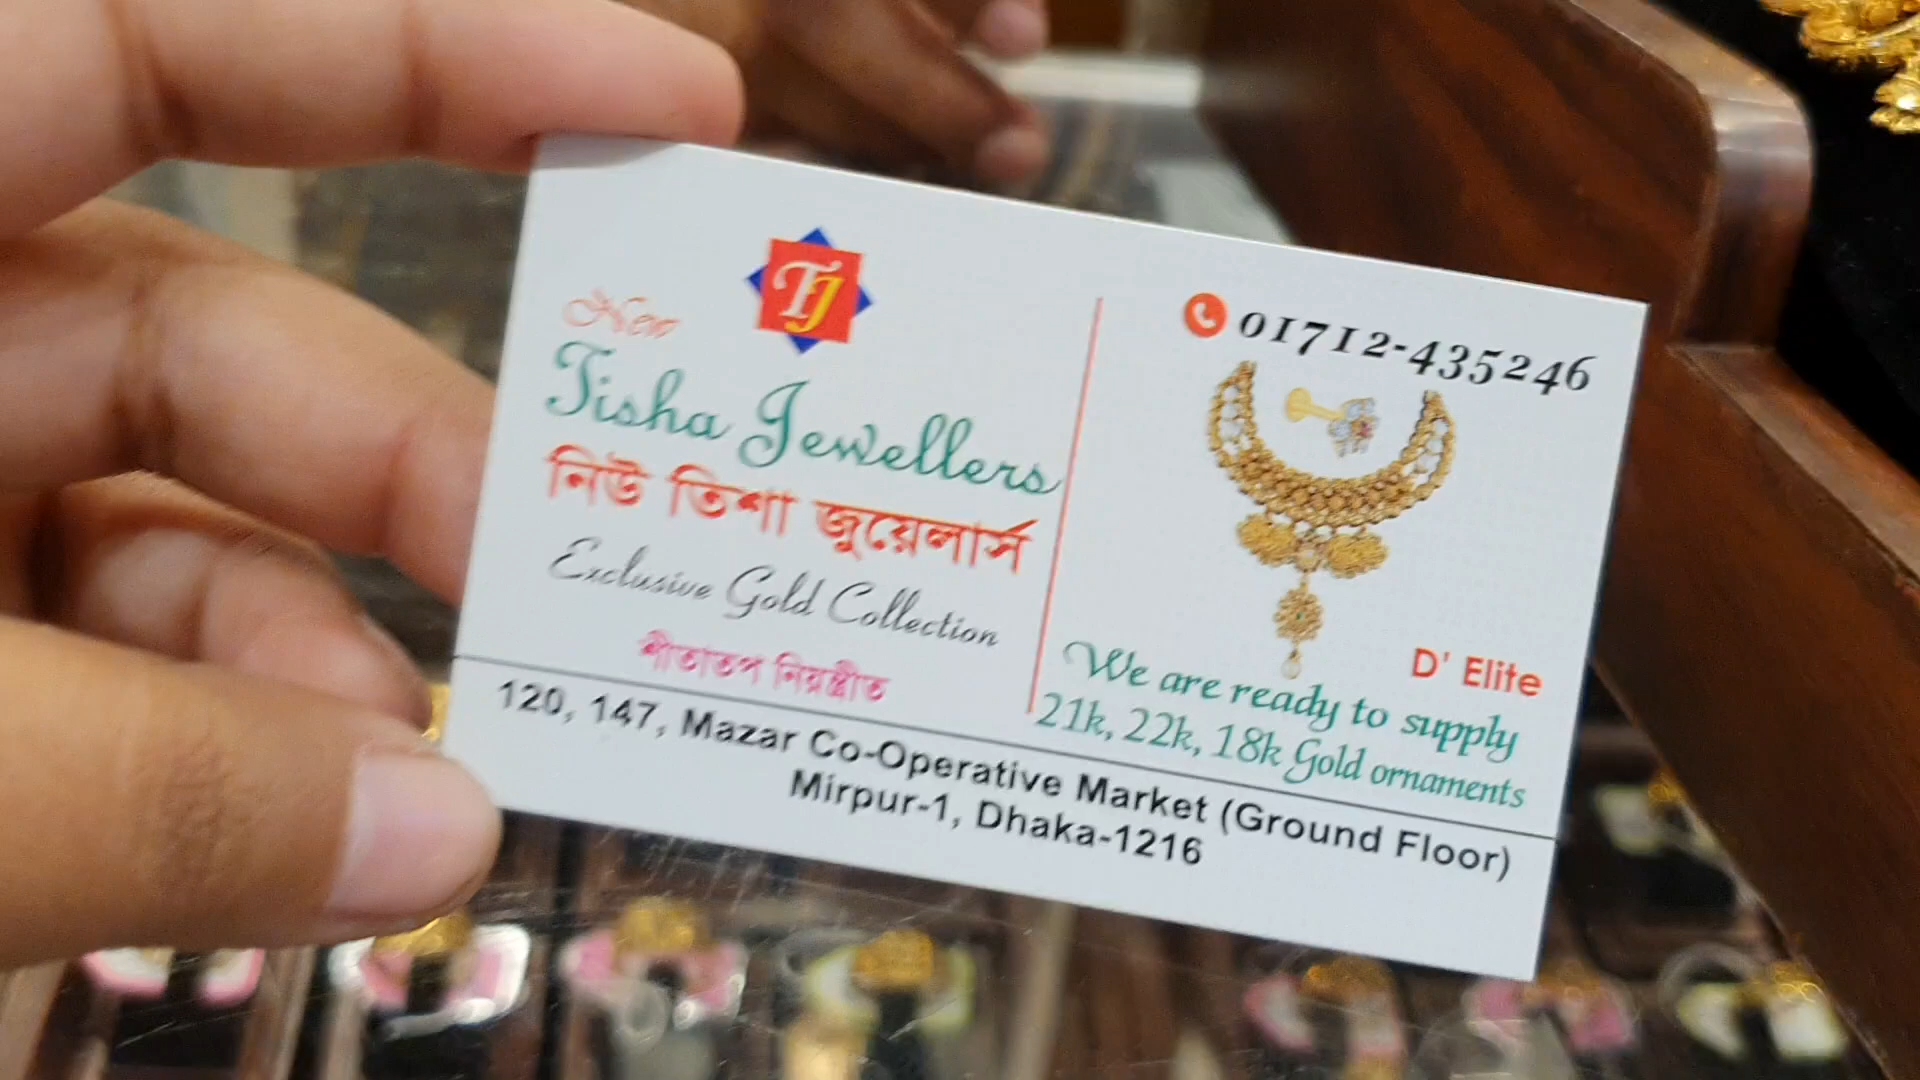 TJ
New
Tisha Jewellers
নিউ তিশা জুয়েলার্স
Exclusive Gold Collection
শীতাতপ নিয়ন্ত্রীত
01712-435246
D' Elite
We are ready to supply
21k, 22k, 18k Gold ornaments
120, 147, Mazar Co-Operative Market (Ground Floor)
Mirpur-1, Dhaka-1216